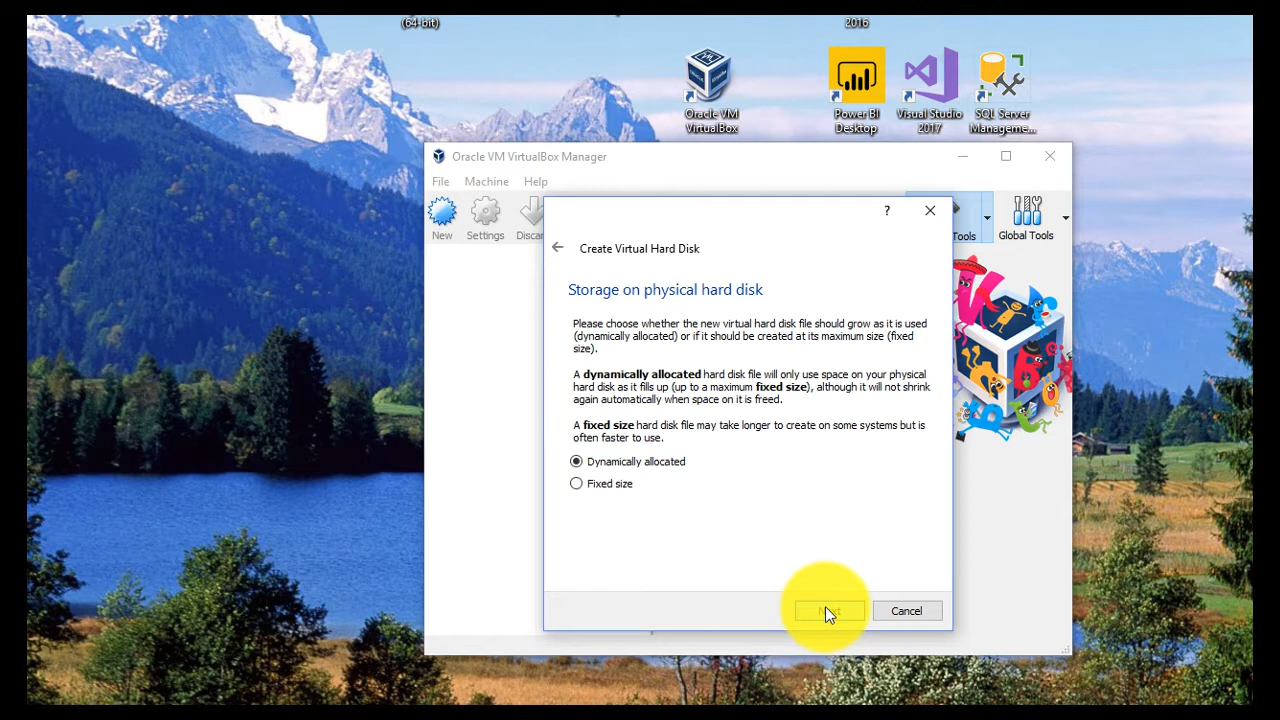 (64-bit)
2016
Oracle VM
VirtualBox
Power BI
Desktop
Visual Studio
2017
SQL Server
Manageme...
Oracle VM VirtualBox Manager
File Machine Help
New
Settings
Discar
Tools
Global Tools
?
Create Virtual Hard Disk
Storage on physical hard disk
Please choose whether the new virtual hard disk file should grow as it is used
(dynamically allocated) or if it should be created at its maximum size (fixed
size).
A dynamically allocated hard disk file will only use space on your physical
hard disk as it fills up (up to a maximum fixed size), although it will not shrink
again automatically when space on it is freed.
A fixed size hard disk file may take longer to create on some systems but is
often faster to use.
Dynamically allocated
Fixed size
Next
Cancel